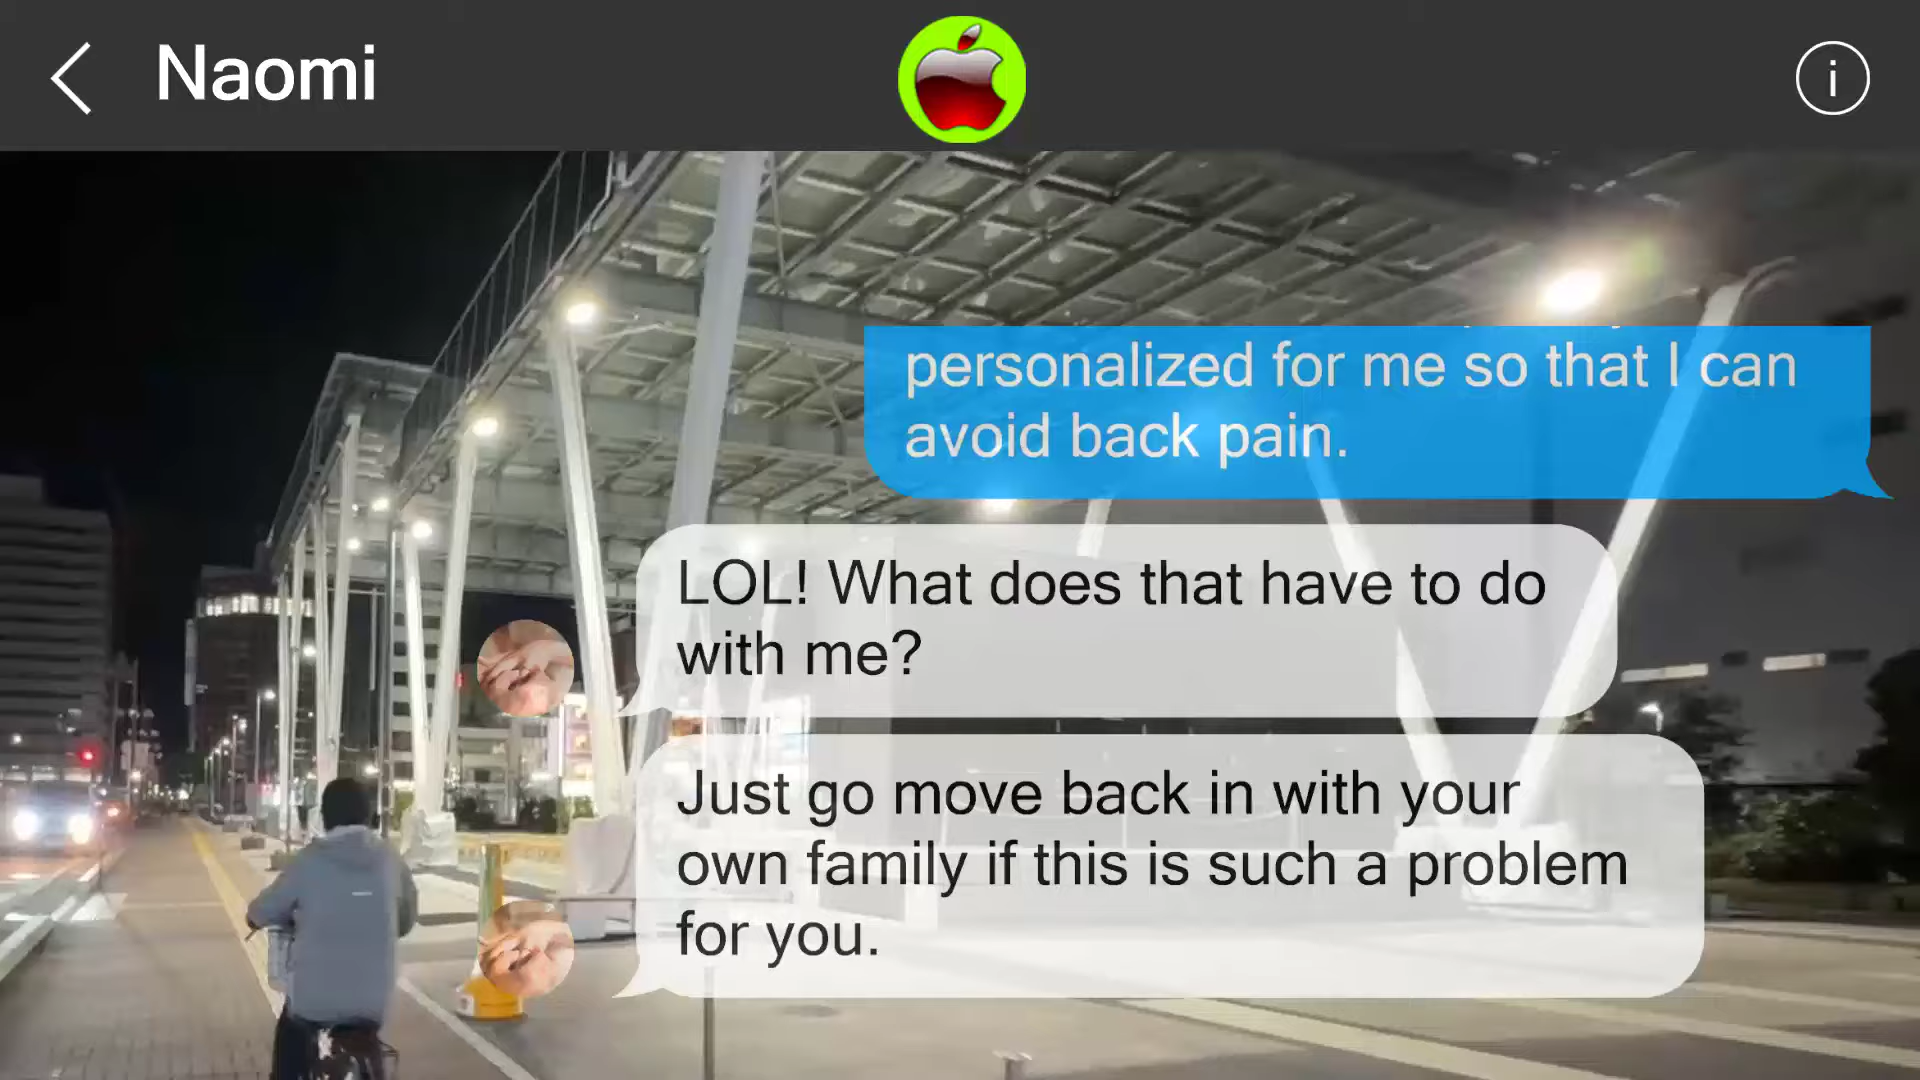 Naomi
personalized for me so that I can
avoid back pain.
LOL! What does that have to do
with me?
Just go move back in with your
own family if this is such a problem
for you.